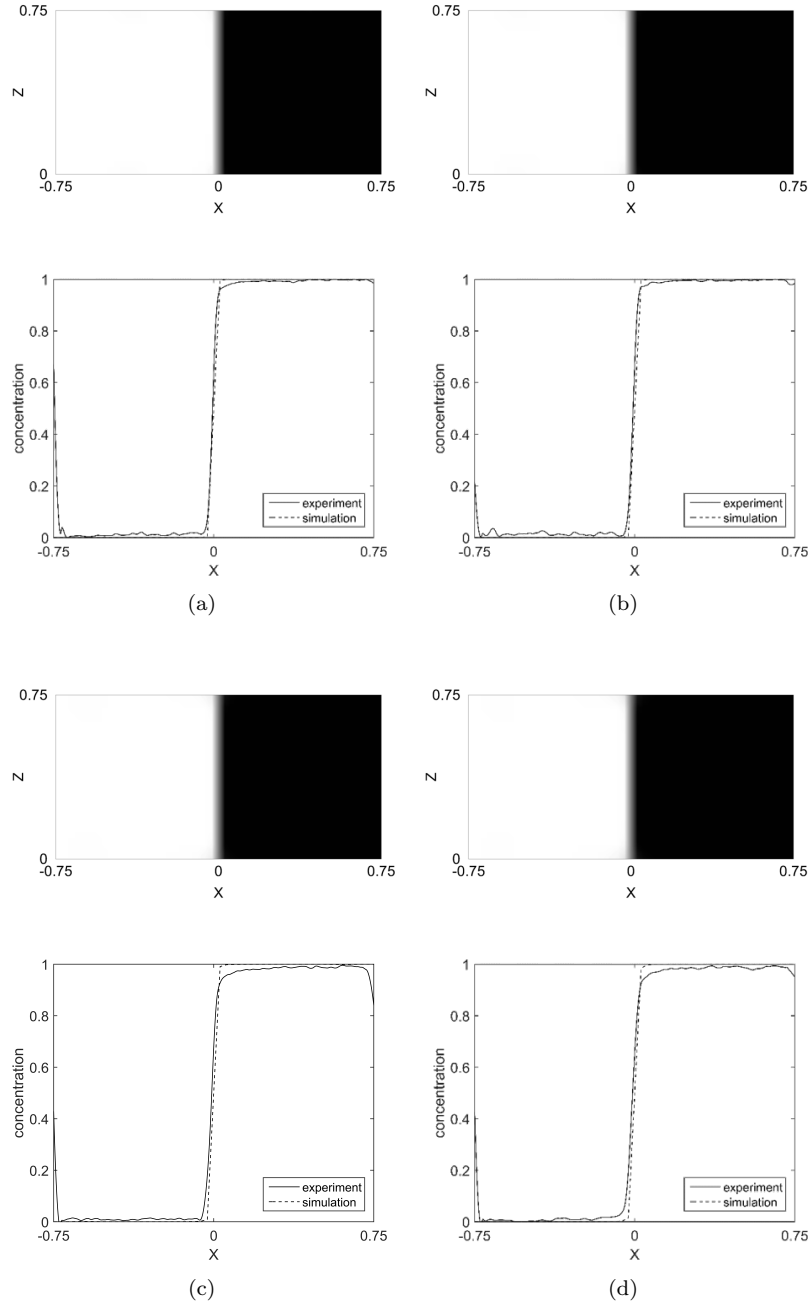 0.75
Z
0
-0.75
0
0.75
X
0.75
Z
0
-0.75
0
0.75
X
1
0.8
0.6
0.4
0.2
0
concentration
experiment
simulation
-0.75
0
0.75
X
(a)
1
0.8
0.6
0.4
0.2
0
concentration
experiment
simulation
-0.75
0
0.75
X
(b)
0.75
Z
0
-0.75
0
0.75
X
0.75
Z
0
-0.75
0
0.75
X
1
0.8
0.6
0.4
0.2
0
concentration
experiment
simulation
-0.75
0
0.75
X
(c)
1
0.8
0.6
0.4
0.2
0
concentration
experiment
simulation
-0.75
0
0.75
X
(d)